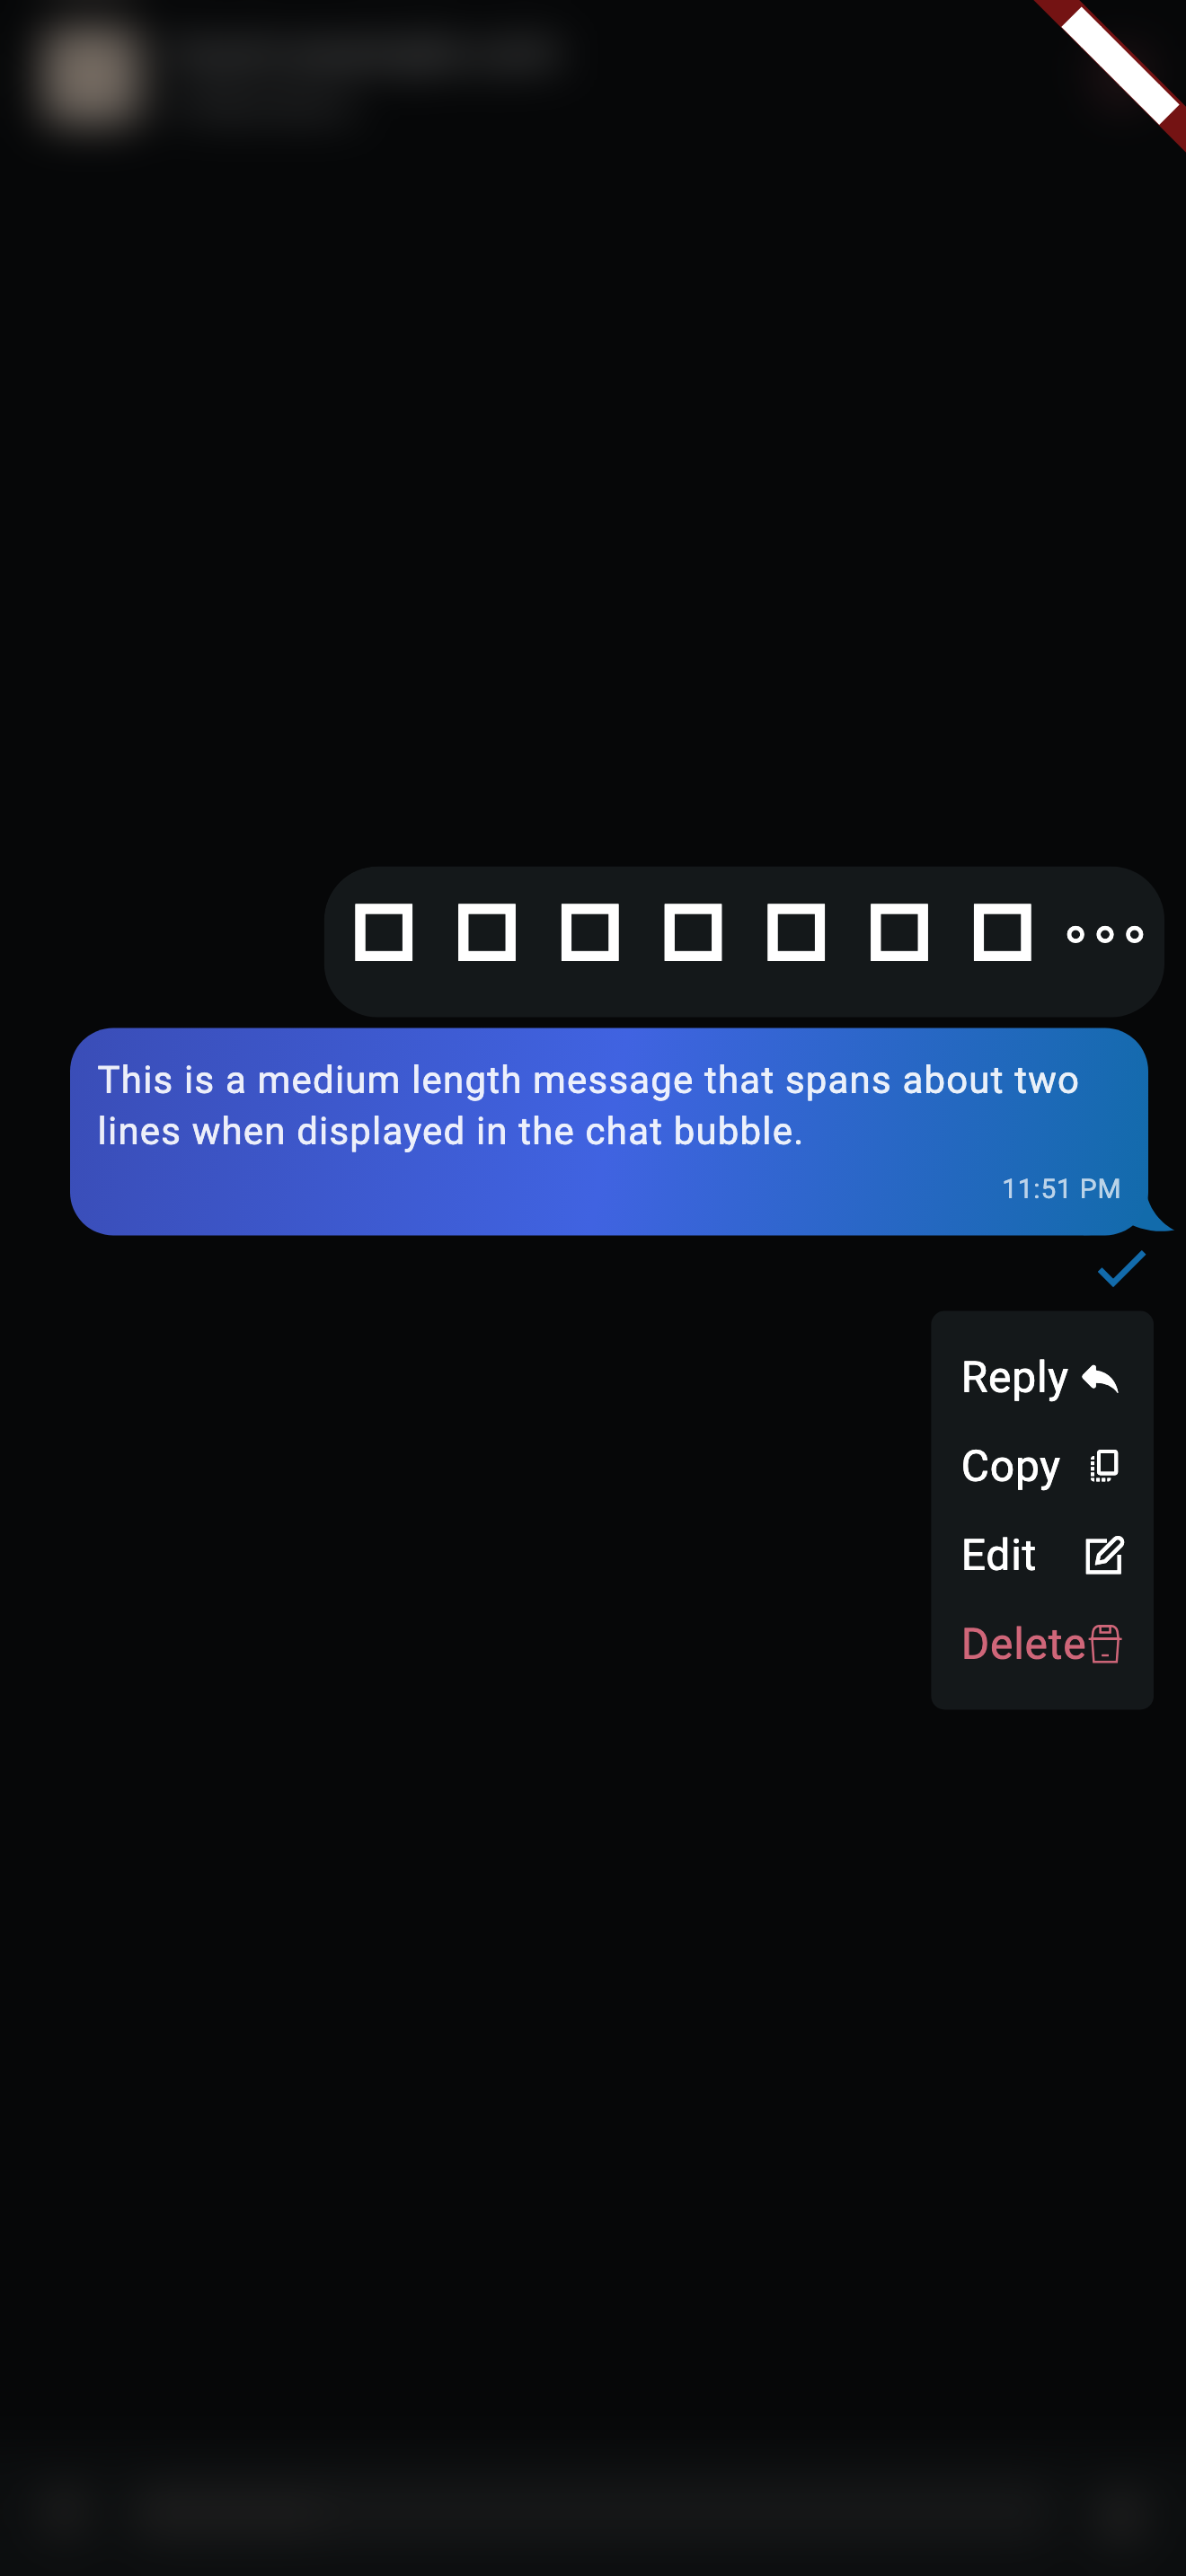 This is a medium length message that spans about two
lines when displayed in the chat bubble.
11:51 PM
Reply
Copy
Edit
Delete